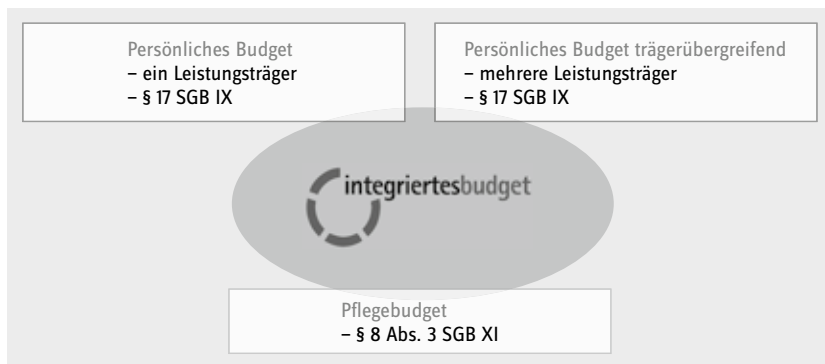 Persönliches Budget
– ein Leistungsträger
– § 17 SGB IX
Persönliches Budget trägerübergreifend
– mehrere Leistungsträger
– § 17 SGB IX
integriertesbudget
Pflegebudget
– § 8 Abs. 3 SGB XI